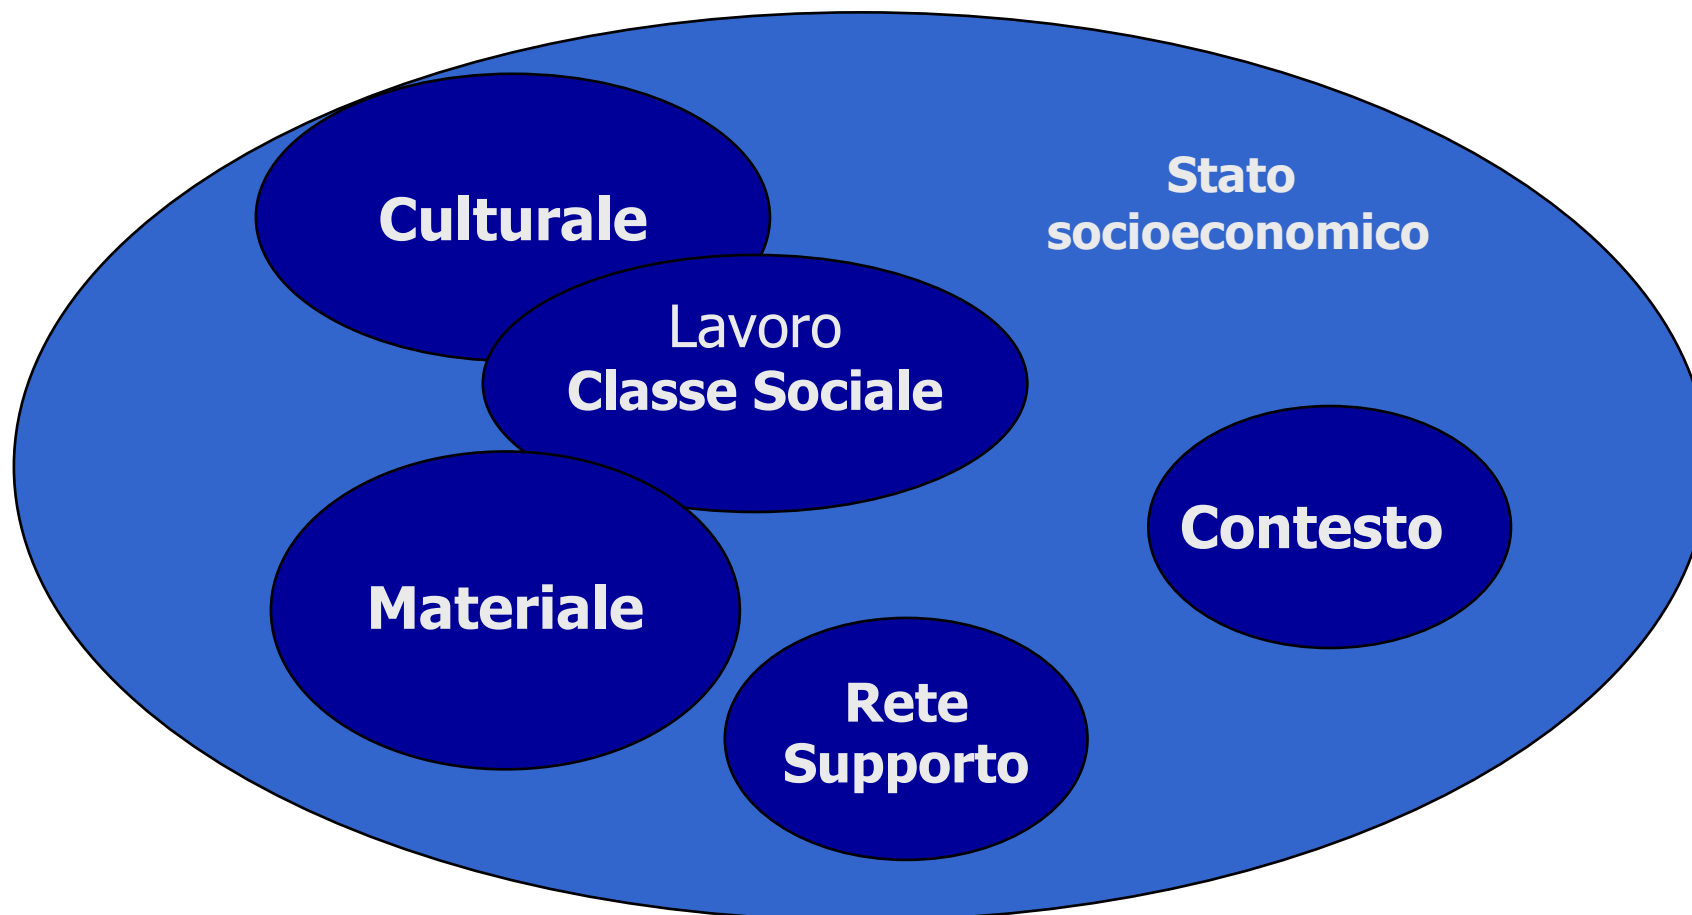 Culturale
Stato
socioeconomico
Lavoro
Classe Sociale
Contesto
Materiale
Rete
Supporto